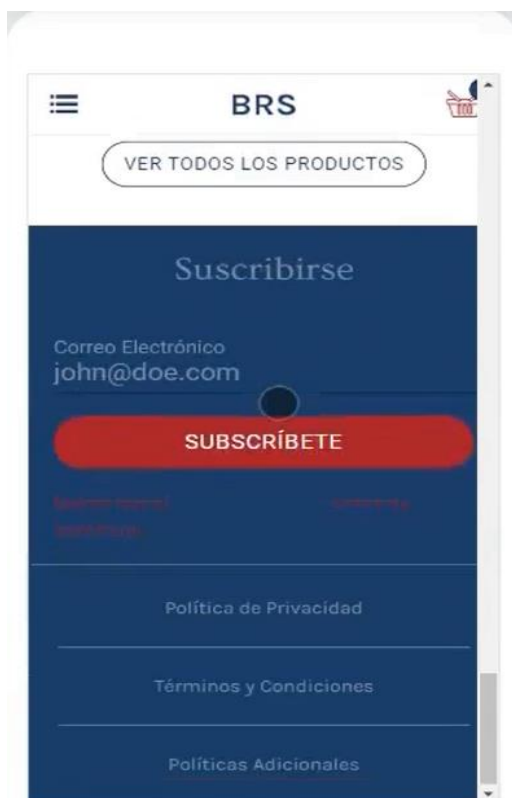 BRS
VER TODOS LOS PRODUCTOS
Suscribirse
Correo Electrónico
john@doe.com
SUBSCRÍBETE
Política de Privacidad
Términos y Condiciones
Políticas Adicionales